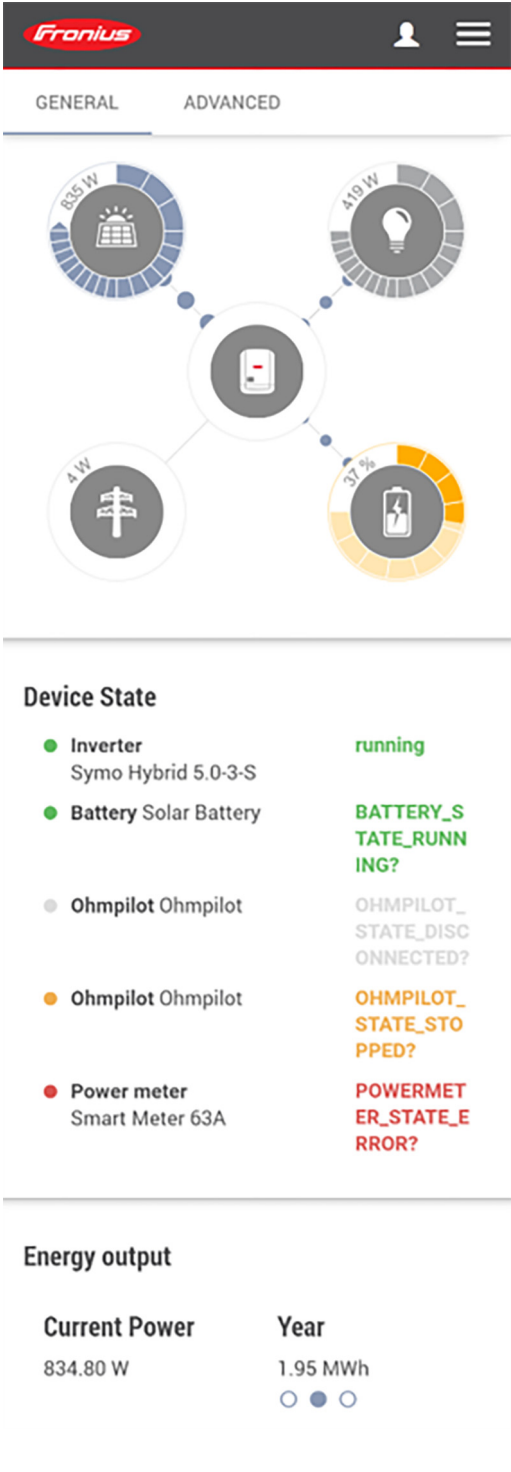 Fronius
GENERAL ADVANCED
835 W
419 W
4 W
37 %
Device State
Inverter running
Symo Hybrid 5.0-3-S
Battery Solar Battery BATTERY_S
TATE_RUNN
ING?
Ohmpilot Ohmpilot OHMPILOT_
STATE_DISC
ONNECTED?
Ohmpilot Ohmpilot OHMPILOT_
STATE_STO
PPED?
Power meter POWERMET
Smart Meter 63A ER_STATE_E
RROR?
Energy output
Current Power Year
834.80 W 1.95 MWh